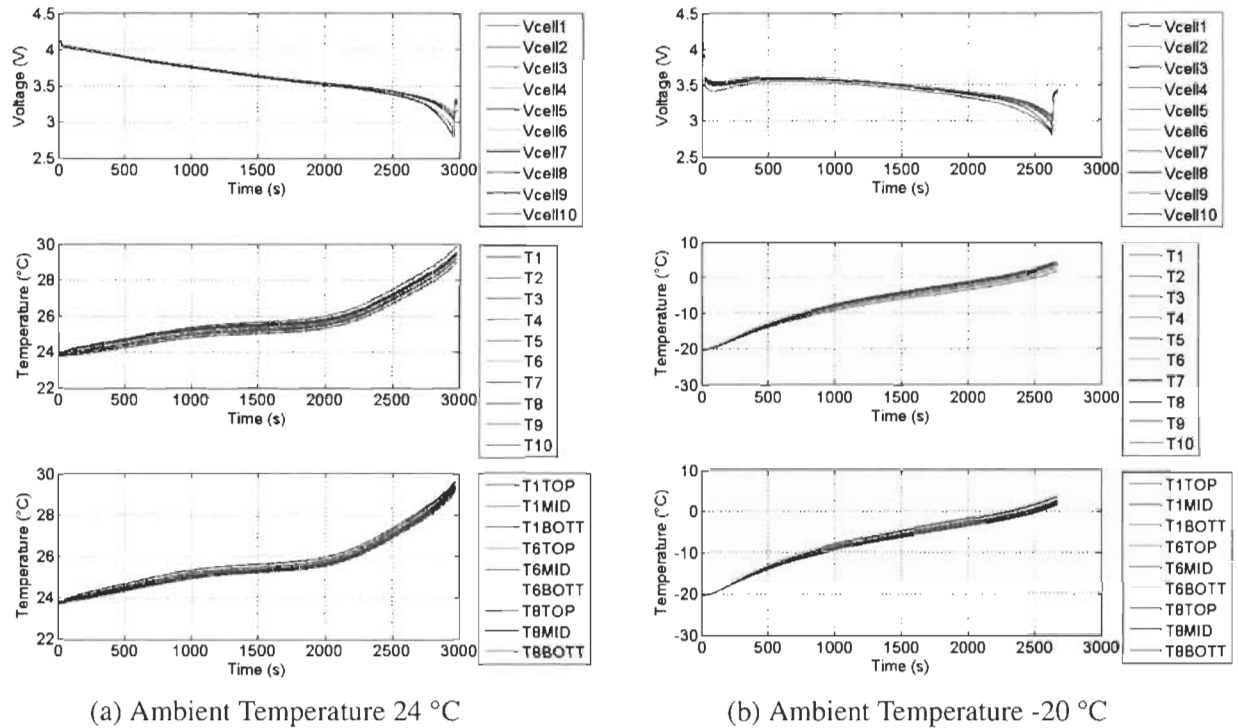 4.5
4
3.5
3
2.5
0 500 1000 1500 2000 2500 3000
Voltage (V)
Time (s)
Vcell1
Vcell2
Vcell3
Vcell4
Vcell5
Vcell6
Vcell7
Vcell8
Vcell9
Vcell10
4.5
4
3.5
3
2.5
0 500 1000 1500 2000 2500 3000
Voltage (V)
Time (s)
Vcell1
Vcell2
Vcell3
Vcell4
Vcell5
Vcell6
Vcell7
Vcell8
Vcell9
Vcell10
30
28
26
24
22
0 500 1000 1500 2000 2500 3000
Temperature (°C)
Time (s)
T1
T2
T3
T4
T5
T6
T7
T8
T9
T10
10
0
-10
-20
-30
0 500 1000 1500 2000 2500 3000
Temperature (°C)
Time (s)
T1
T2
T3
T4
T5
T6
T7
T8
T9
T10
30
28
26
24
22
0 500 1000 1500 2000 2500 3000
Temperature (°C)
Time (s)
T1TOP
T1MID
T1BOTT
T6TOP
T6MID
T6BOTT
T8TOP
T8MID
T8BOTT
10
0
-10
-20
-30
0 500 1000 1500 2000 2500 3000
Temperature (°C)
Time (s)
T1TOP
T1MID
T1BOTT
T6TOP
T6MID
T6BOTT
T8TOP
T8MID
T8BOTT
(a) Ambient Temperature 24 °C
(b) Ambient Temperature -20 °C